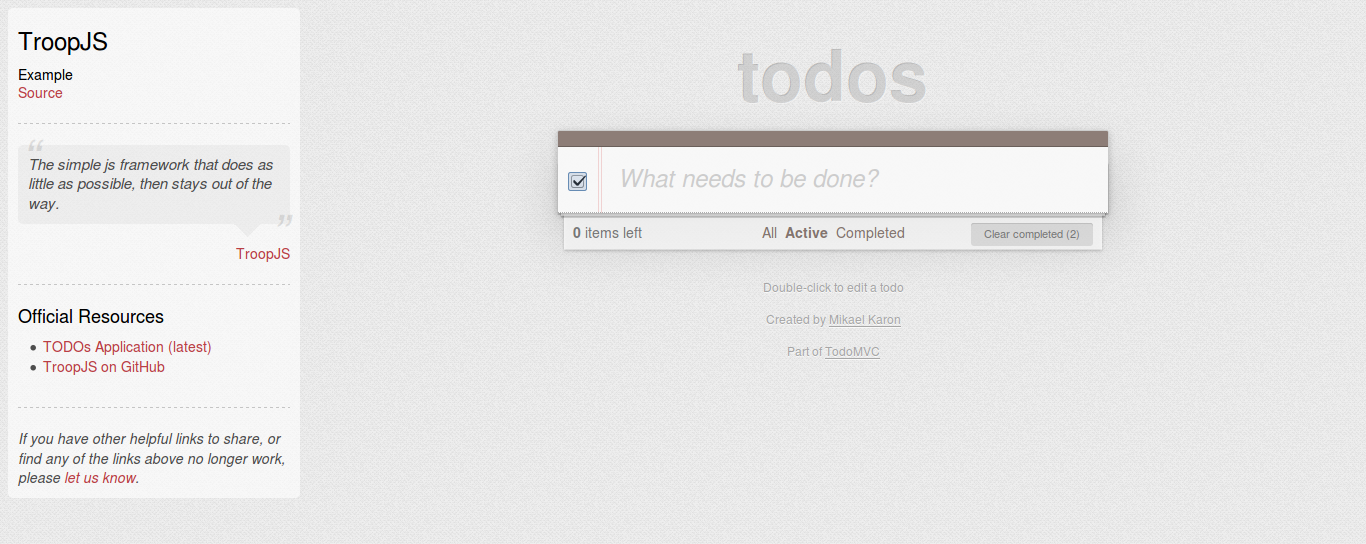 TroopJS
Example
Source
“
The simple js framework that does as
little as possible, then stays out of the
way.
”
TroopJS
Official Resources
• TODOs Application (latest)
• TroopJS on GitHub
If you have other helpful links to share, or
find any of the links above no longer work,
please let us know.
todos
What needs to be done?
0 items left All Active Completed Clear completed (2)
Double-click to edit a todo
Created by Mikael Karon
Part of TodoMVC